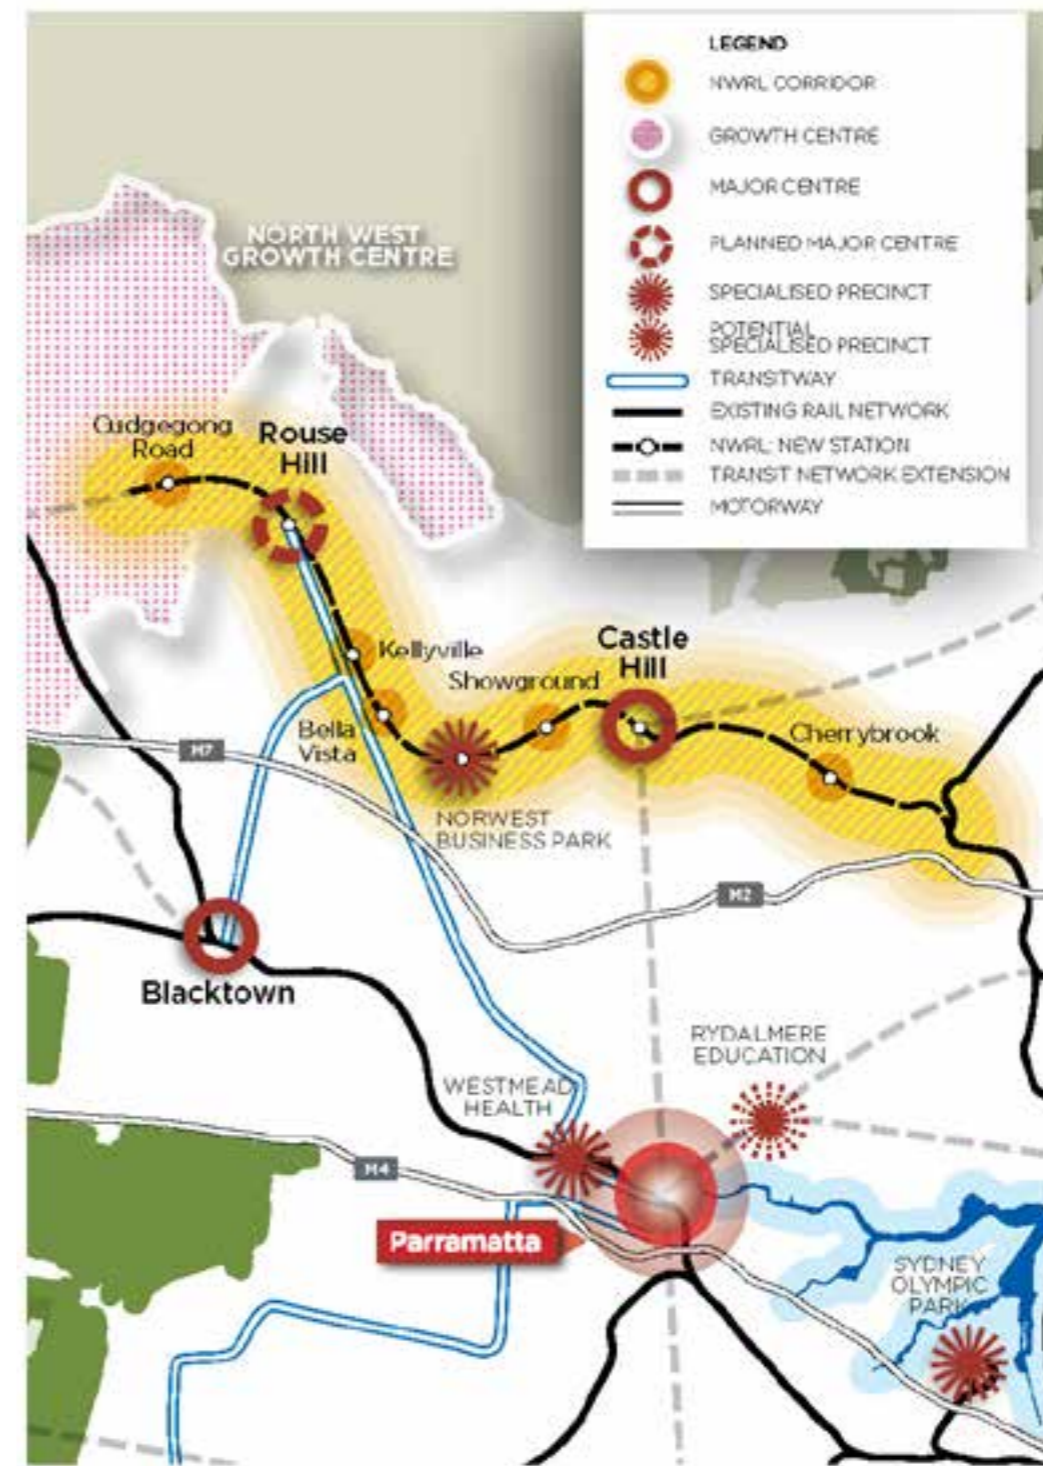 LEGEND
NWRL CORRIDOR
GROWTH CENTRE
MAJOR CENTRE
PLANNED MAJOR CENTRE
SPECIALISED PRECINCT
POTENTIAL
SPECIALISED PRECINCT
TRANSITWAY
EXISTING RAIL NETWORK
NWRL: NEW STATION
TRANSIT NETWORK EXTENSION
MOTORWAY
NORTH WEST
GROWTH CENTRE
Cudgegong
Road
Rouse
Hill
Kellyville
Showground
Castle
Hill
Bella
Vista
Cherrybrook
M7
NORWEST
BUSINESS PARK
M2
Blacktown
RYDALMERE
EDUCATION
WESTMEAD
HEALTH
M4
Parramatta
SYDNEY
OLYMPIC
PARK